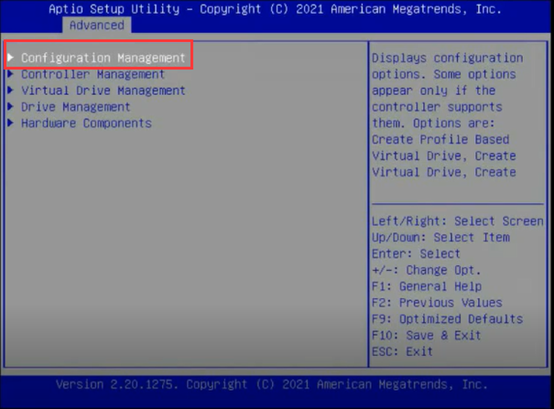 Aptio Setup Utility – Copyright (C) 2021 American Megatrends, Inc.
Advanced
Configuration Management
Controller Management
Virtual Drive Management
Drive Management
Hardware Components
Displays configuration
options. Some options
appear only if the
controller supports
them. Options are:
Create Profile Based
Virtual Drive, Create
Virtual Drive, Create
Left/Right: Select Screen
Up/Down: Select Item
Enter: Select
+/-: Change Opt.
F1: General Help
F2: Previous Values
F9: Optimized Defaults
F10: Save & Exit
ESC: Exit
Version 2.20.1275. Copyright (C) 2021 American Megatrends, Inc.